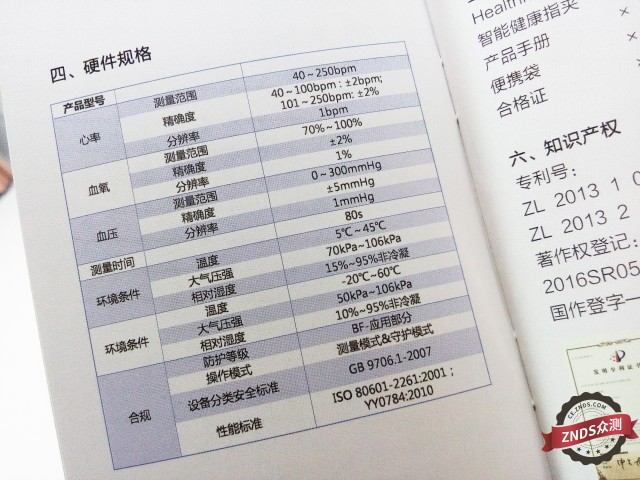 四、硬件规格
产品型号
心率 测量范围 40～250bpm
精确度 40～100bpm：±2bpm;
101～250bpm: ±2%
分辨率 1bpm
血氧 测量范围 70%~100%
精确度 ±2%
分辨率 1%
血压 测量范围 0～300mmHg
精确度 ±5mmHg
分辨率 1mmHg
测量时间 80s
环境条件 温度 5℃～45℃
大气压强 70kPa~106kPa
相对湿度 15%~95%非冷凝
环境条件 温度 -20℃~60℃
大气压强 50kPa~106kPa
相对湿度 10%~95%非冷凝
合规 防护等级 BF-应用部分
操作模式 测量模式&守护模式
设备分类安全标准 GB 9706.1-2007
性能标准 ISO 80601-2261:2001；
YY0784:2010
智能健康指夹 ×
产品手册 ×
便携袋
合格证
六、知识产权
专利号：
ZL 2013 1 0
ZL 2013 2
著作权登记：
2016SR05
国作登字—
CE.ZNDS.COM
ZNDS众测